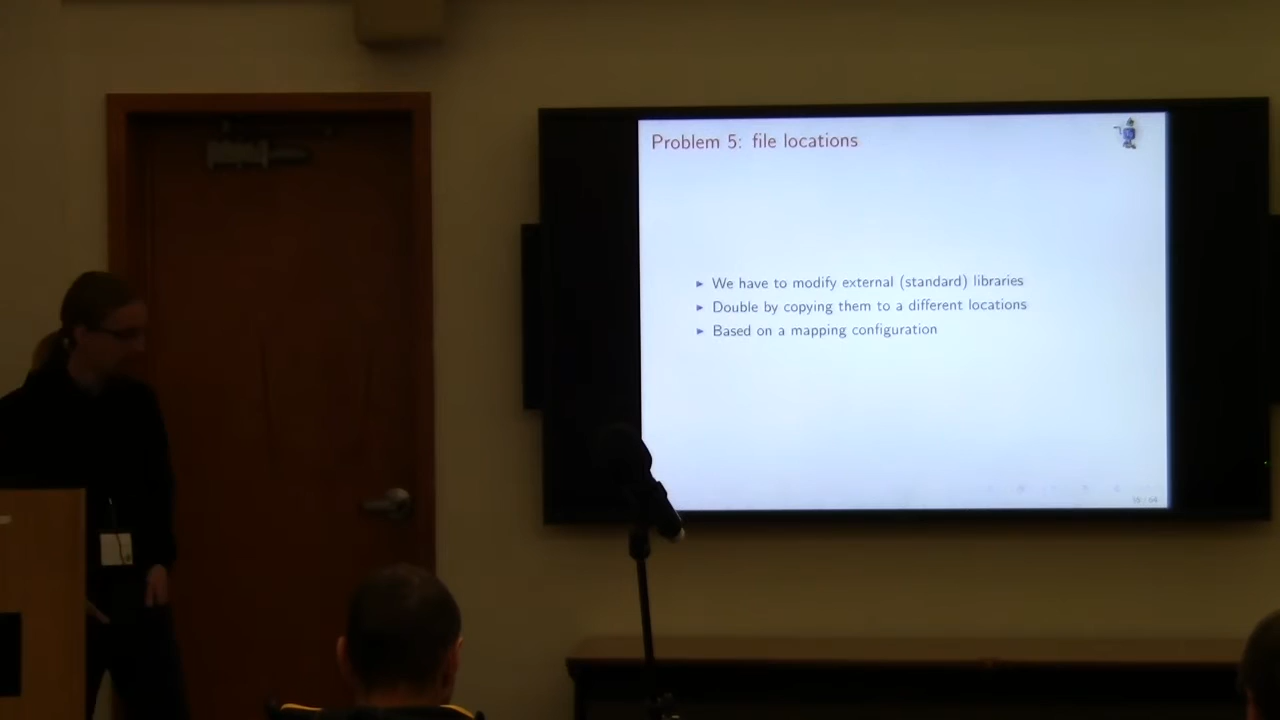 Problem 5: file locations
We have to modify external (standard) libraries
Double by copying them to a different locations
Based on a mapping configuration